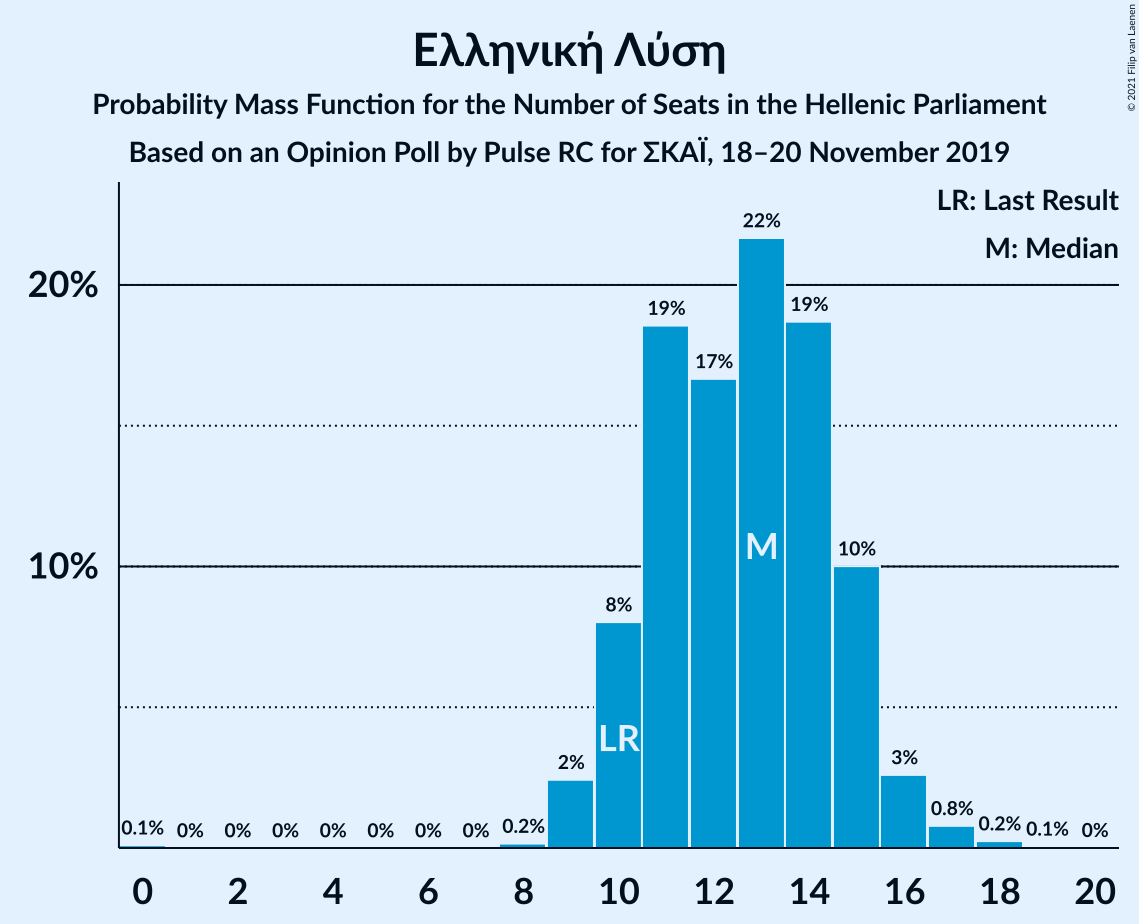 Ελληνική Λύση
Probability Mass Function for the Number of Seats in the Hellenic Parliament
Based on an Opinion Poll by Pulse RC for ΣΚΑΪ, 18–20 November 2019
© 2021 Filip van Laenen
LR: Last Result
M: Median
20%
10%
0.1%
0%
0%
0%
0%
0%
0%
0%
0.2%
2%
8%
19%
17%
22%
19%
10%
3%
0.8%
0.2%
0.1%
0%
LR
M
0 2 4 6 8 10 12 14 16 18 20